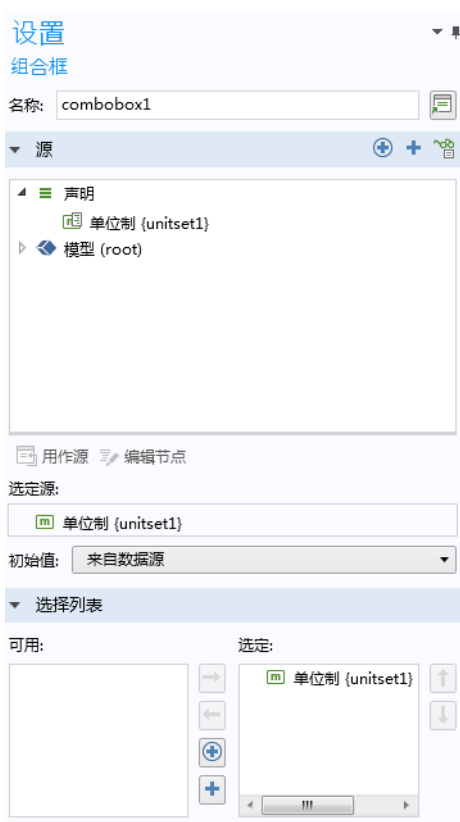 设置
组合框
名称: combobox1
源
声明
单位制 {unitset1}
模型 (root)
用作源 编辑节点
选定源:
单位制 {unitset1}
初始值: 来自数据源
选择列表
可用: 选定:
单位制 {unitset1}